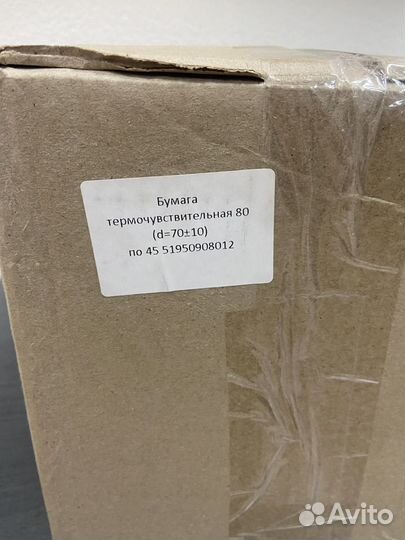 Бумага
термочувствительная 80
(d=70±10)
по 45 51950908012
Avito